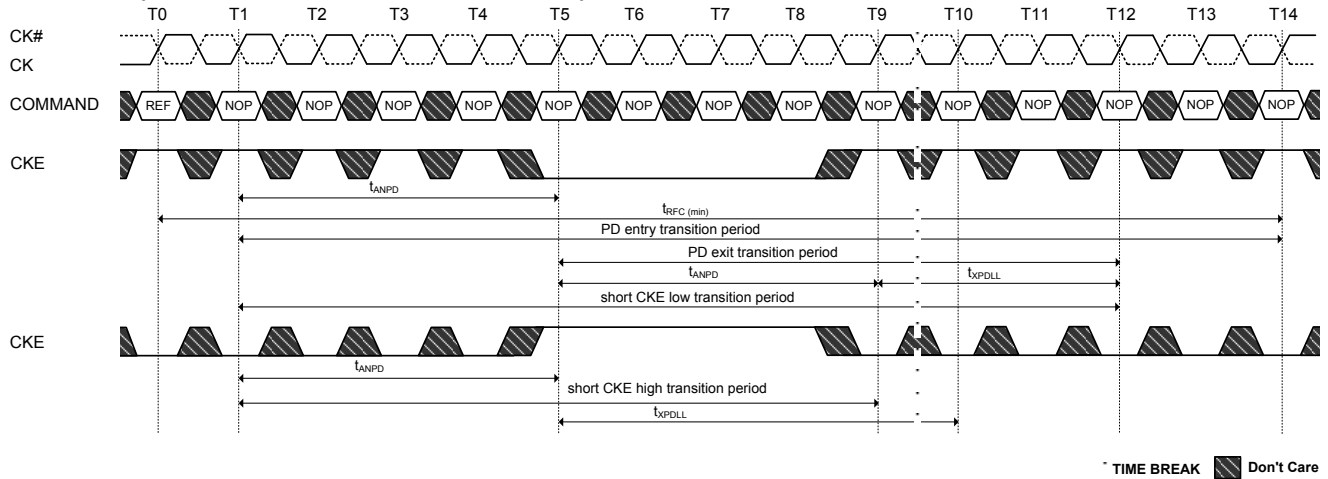 T0 T1 T2 T3 T4 T5 T6 T7 T8 T9 T10 T11 T12 T13 T14
CK#
CK
COMMAND REF NOP NOP NOP NOP NOP NOP NOP NOP NOP NOP NOP NOP NOP NOP
CKE
tANPD
tRFC (min)
PD entry transition period
PD exit transition period
tANPD tXPDLL
short CKE low transition period
CKE
tANPD
short CKE high transition period
tXPDLL
TIME BREAK Don't Care